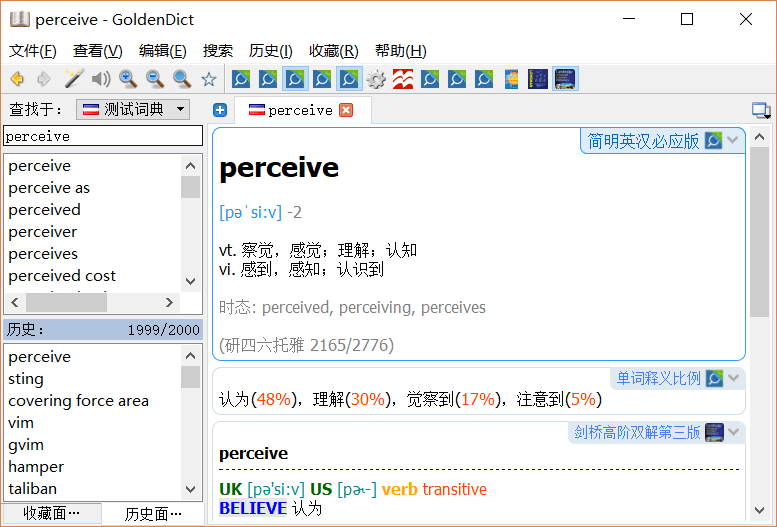 perceive - GoldenDict
文件(F) 查看(V) 编辑(E) 搜索 历史(I) 收藏(R) 帮助(H)
查找于： 测试词典
perceive
perceive
perceive
perceive as
perceived
perceiver
perceives
perceived cost
历史： 1999/2000
perceive
sting
covering force area
vim
gvim
hamper
taliban
收藏面… 历史面…
简明英汉必应版
perceive
[pəˈsiːv] -2
vt. 察觉，感觉；理解；认知
vi. 感到，感知；认识到
时态: perceived, perceiving, perceives
(研四六托雅 2165/2776)
单词释义比例
认为(48%)，理解(30%)，觉察到(17%)，注意到(5%)
剑桥高阶双解第三版
perceive
UK [pə'siːv] US [pɚ-] verb transitive
BELIEVE 认为